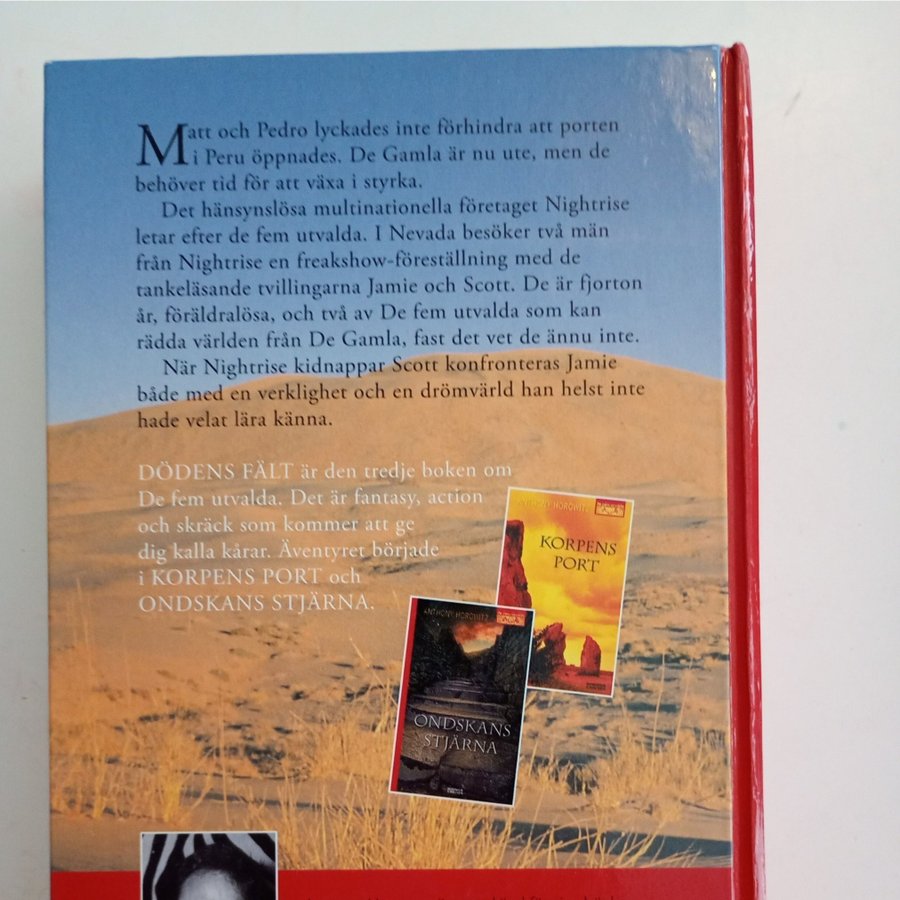 Matt och Pedro lyckades inte förhindra att porten
i Peru öppnades. De Gamla är nu ute, men de
behöver tid för att växa i styrka.
Det hänsynslösa multinationella företaget Nightrise
letar efter de fem utvalda. I Nevada besöker två män
från Nightrise en freakshow-föreställning med de
tankeläsande tvillingarna Jamie och Scott. De är fjorton
år, föräldralösa, och två av De fem utvalda som kan
rädda världen från De Gamla, fast det vet de ännu inte.
När Nightrise kidnappar Scott konfronteras Jamie
både med en verklighet och en drömvärld han helst inte
hade velat lära känna.
DÖDENS FÄLT är den tredje boken om
De fem utvalda. Det är fantasy, action
och skräck som kommer att ge
dig kalla kårar. Äventyret började
i KORPENS PORT och
ONDSKANS STJÄRNA.
ANTHONY HOROWITZ
KORPENS
PORT
ANTHONY HOROWITZ
ONDSKANS
STJÄRNA